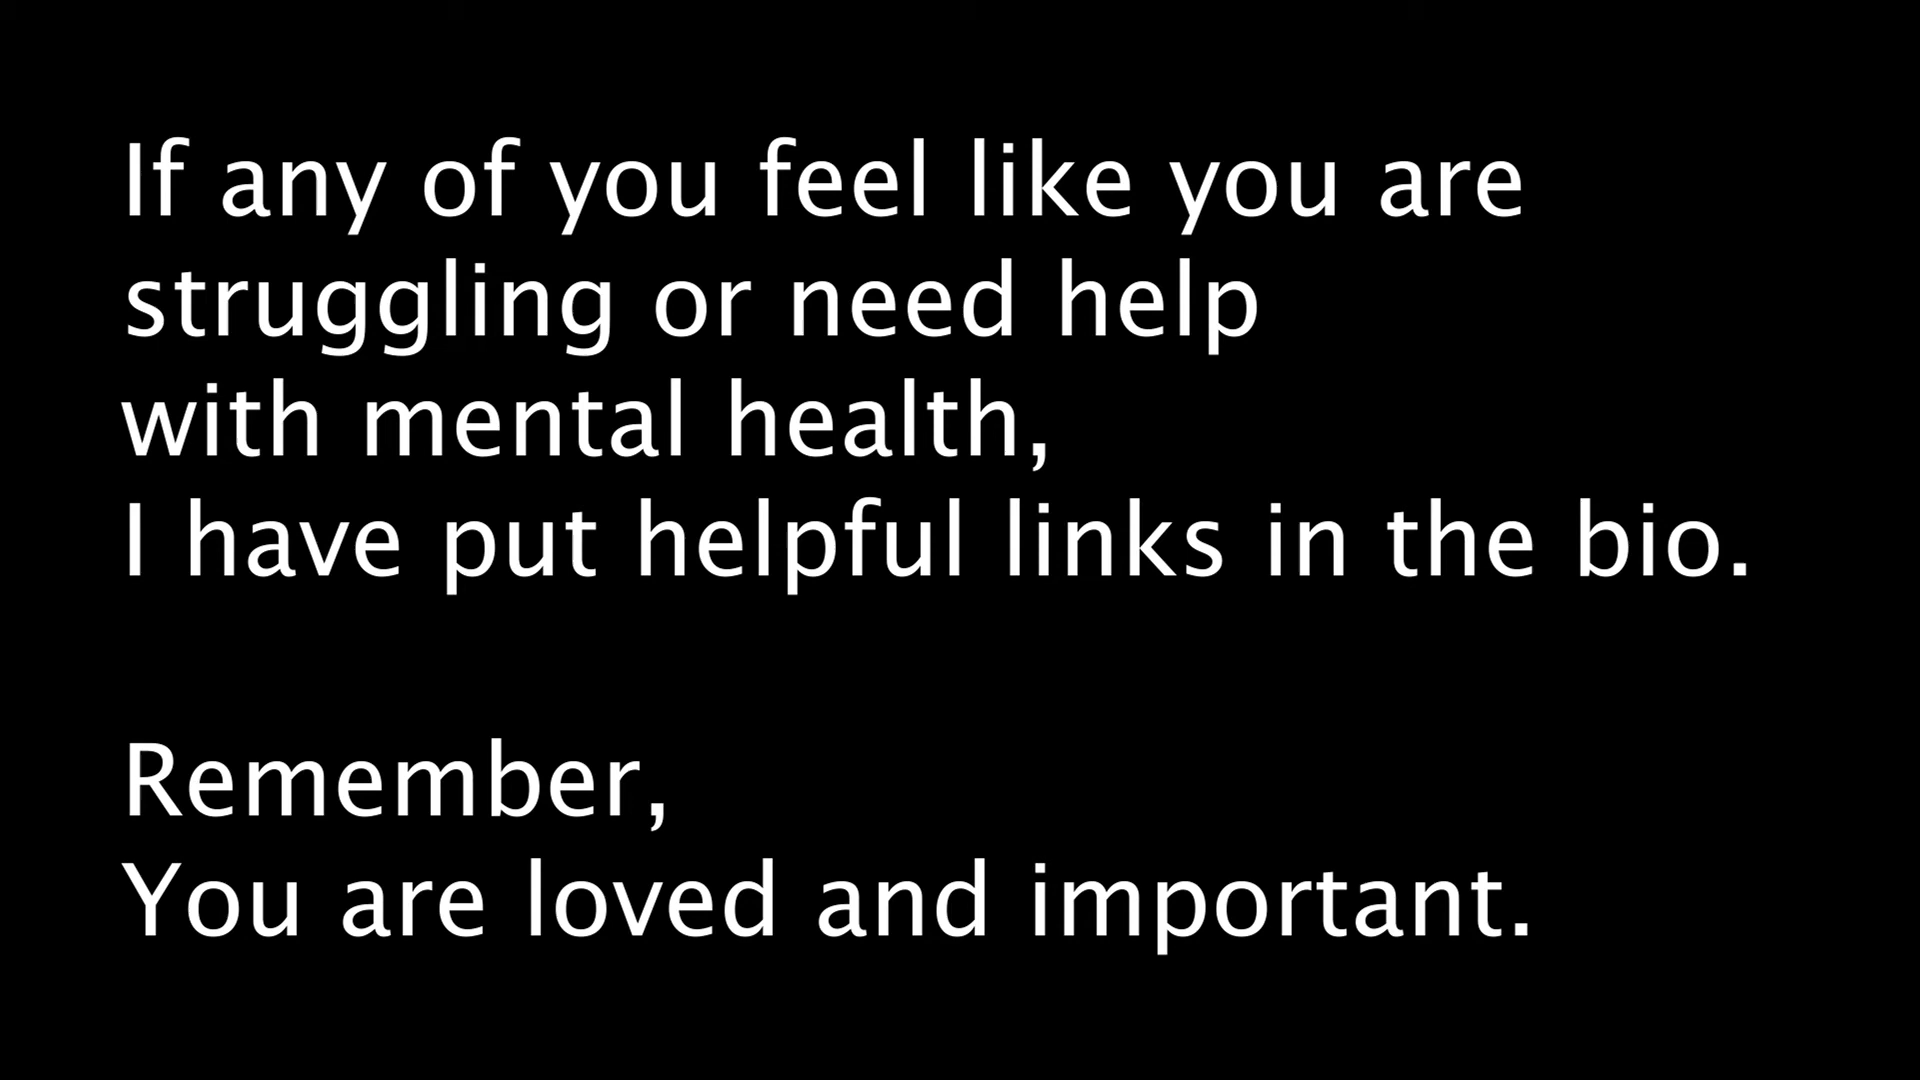 If any of you feel like you are
struggling or need help
with mental health,
I have put helpful links in the bio.
Remember,
You are loved and important.